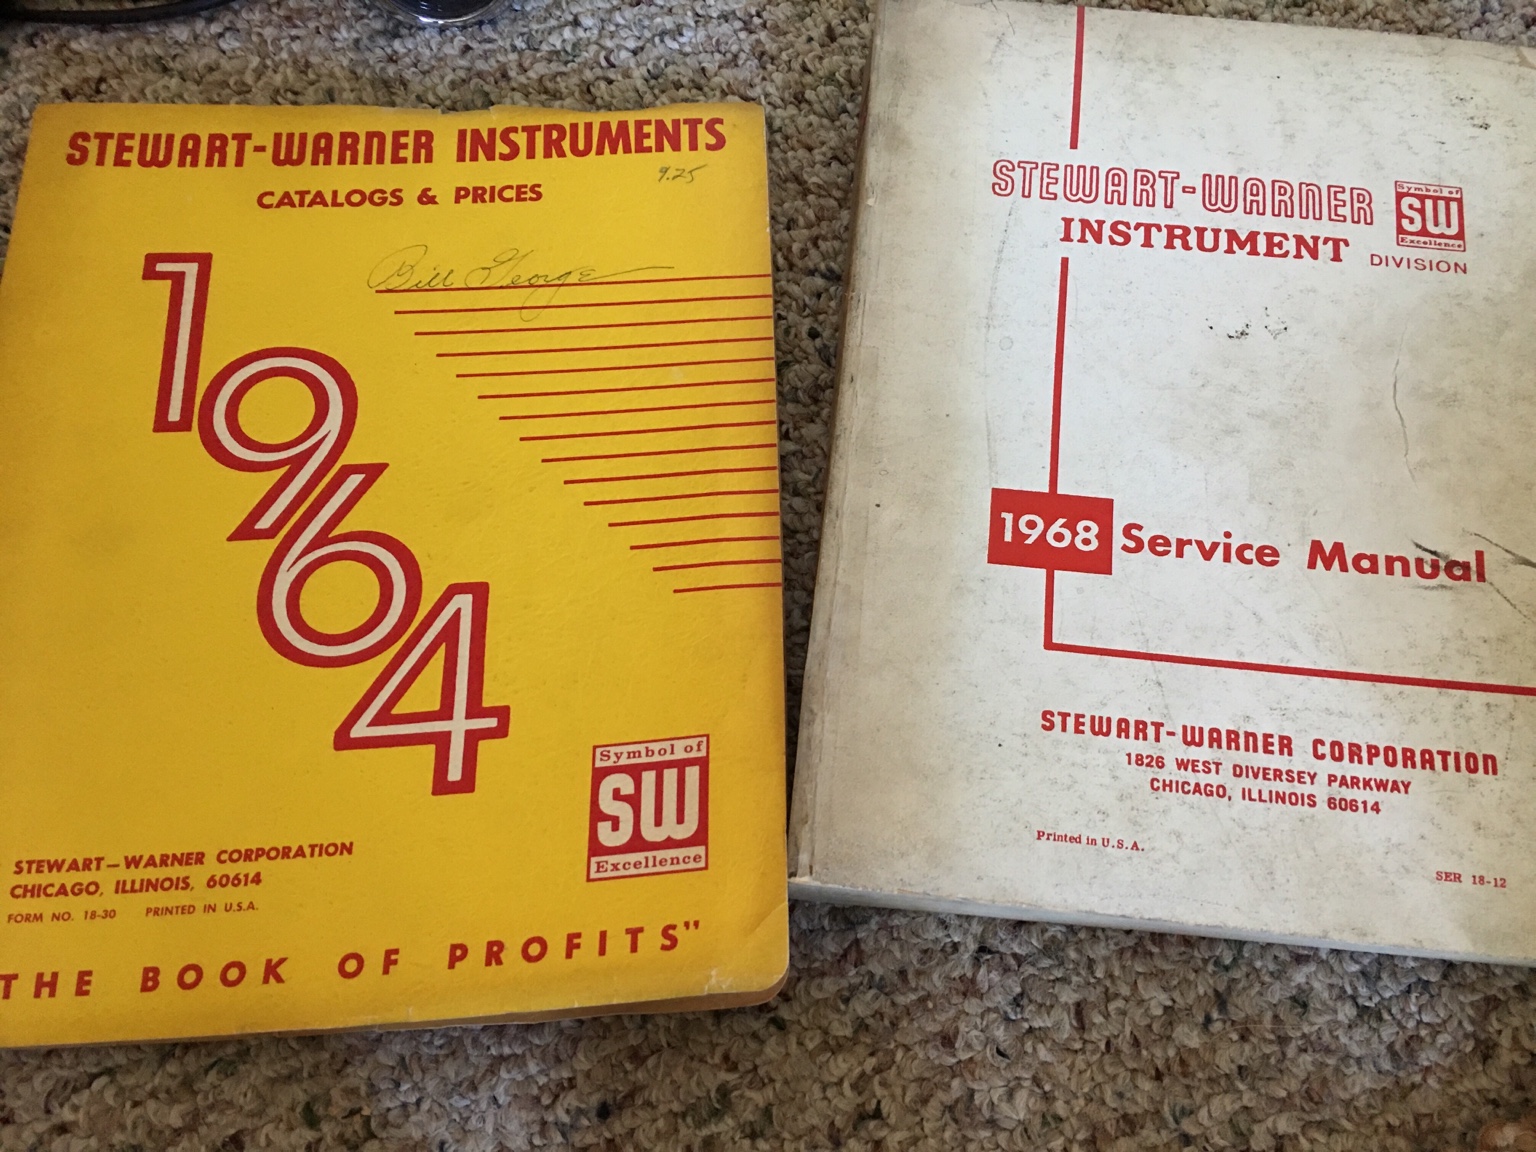 STEWART-WARNER INSTRUMENTS
9.25
CATALOGS & PRICES
Bill George
1964
Symbol of
SW
Excellence
STEWART-WARNER CORPORATION
CHICAGO, ILLINOIS, 60614
FORM NO. 18-30 PRINTED IN U.S.A.
THE BOOK OF PROFITS"
STEWART-WARNER
INSTRUMENT
DIVISION
Symbol of
SW
Excellence
1968 Service Manual
STEWART-WARNER CORPORATION
1826 WEST DIVERSEY PARKWAY
CHICAGO, ILLINOIS 60614
Printed in U.S.A.
SER 18-12